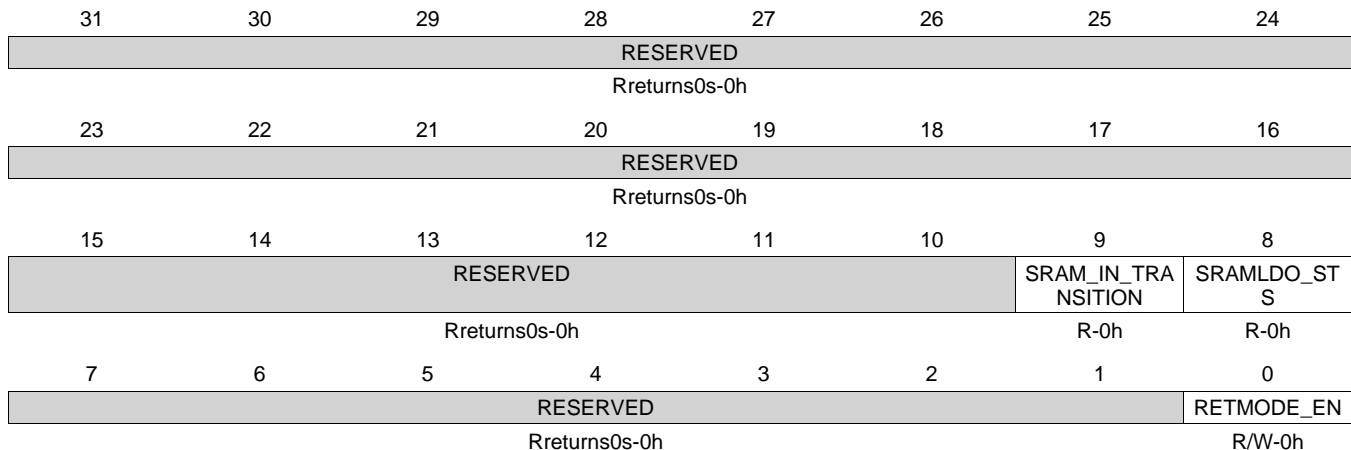 31 30 29 28 27 26 25 24
RESERVED
Rreturns0s-0h
23 22 21 20 19 18 17 16
RESERVED
Rreturns0s-0h
15 14 13 12 11 10 9 8
RESERVED SRAM_IN_TRA SRAMLDO_ST
NSITION S
Rreturns0s-0h R-0h R-0h
7 6 5 4 3 2 1 0
RESERVED RETMODE_EN
Rreturns0s-0h R/W-0h